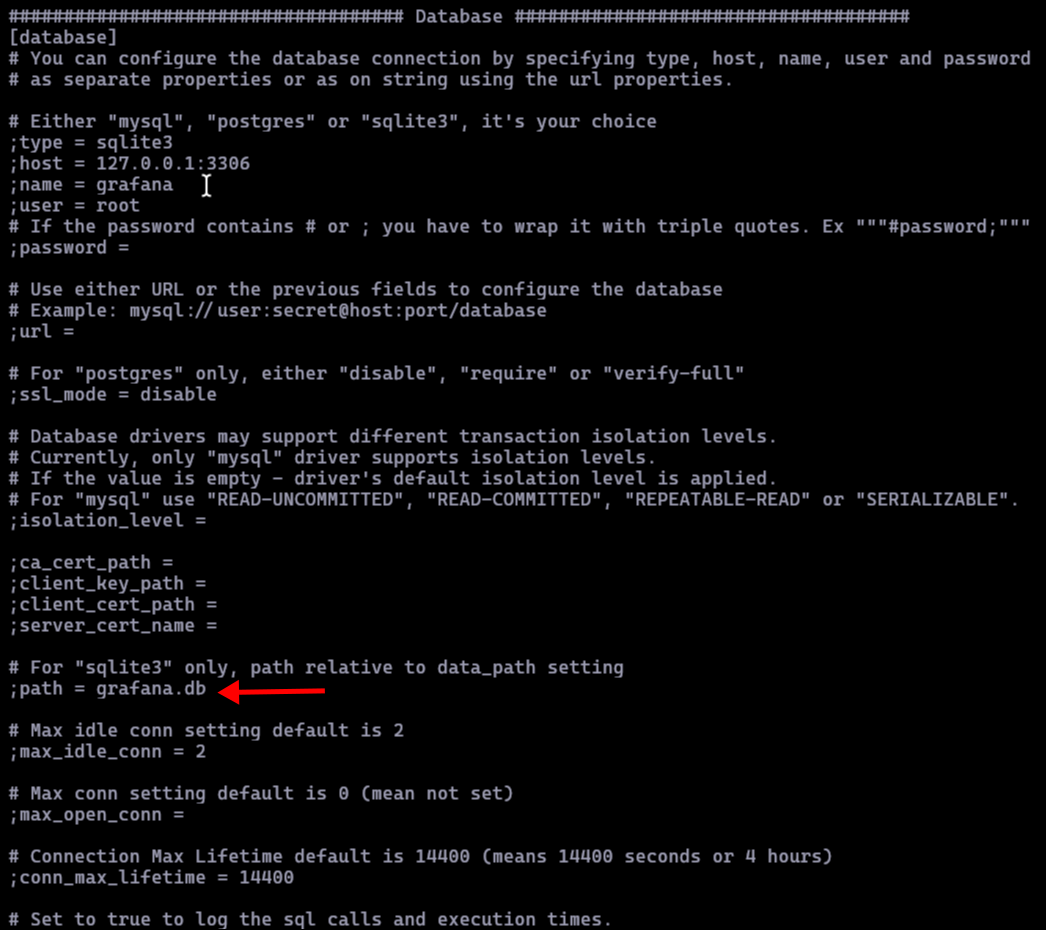 #################################### Database ####################################
[database]
# You can configure the database connection by specifying type, host, name, user and password
# as separate properties or as on string using the url properties.
# Either "mysql", "postgres" or "sqlite3", it's your choice
;type = sqlite3
;host = 127.0.0.1:3306
;name = grafana
;user = root
# If the password contains # or ; you have to wrap it with triple quotes. Ex """#password;"""
;password =
# Use either URL or the previous fields to configure the database
# Example: mysql://user:secret@host:port/database
;url =
# For "postgres" only, either "disable", "require" or "verify-full"
;ssl_mode = disable
# Database drivers may support different transaction isolation levels.
# Currently, only "mysql" driver supports isolation levels.
# If the value is empty - driver's default isolation level is applied.
# For "mysql" use "READ-UNCOMMITTED", "READ-COMMITTED", "REPEATABLE-READ" or "SERIALIZABLE".
;isolation_level =
;ca_cert_path =
;client_key_path =
;client_cert_path =
;server_cert_name =
# For "sqlite3" only, path relative to data_path setting
;path = grafana.db
# Max idle conn setting default is 2
;max_idle_conn = 2
# Max conn setting default is 0 (mean not set)
;max_open_conn =
# Connection Max Lifetime default is 14400 (means 14400 seconds or 4 hours)
;conn_max_lifetime = 14400
# Set to true to log the sql calls and execution times.